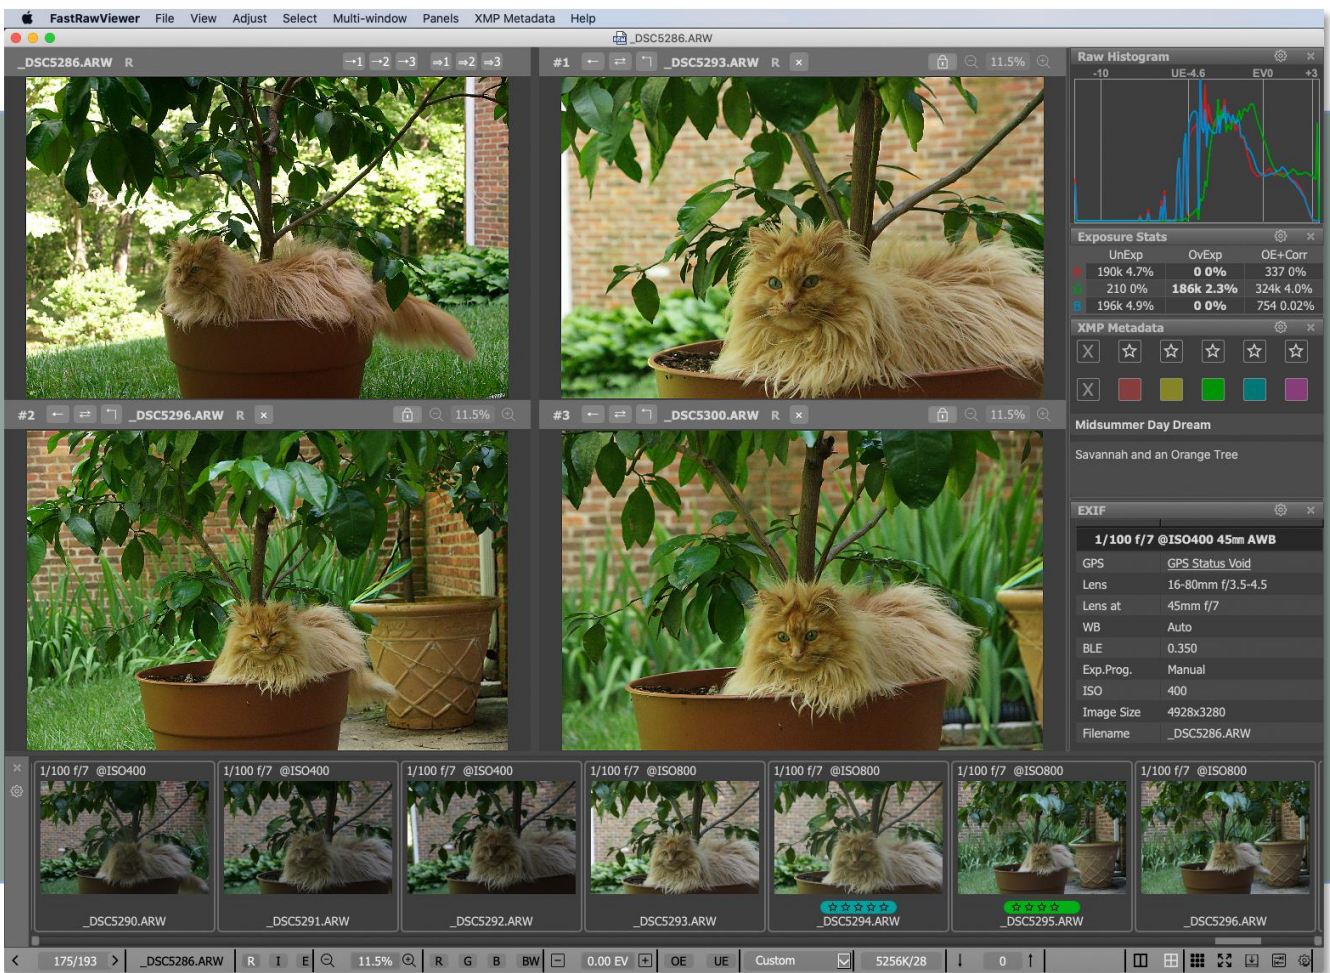 FastRawViewer File View Adjust Select Multi-window Panels XMP Metadata Help
_DSC5286.ARW
_DSC5286.ARW R →1 →2 →3 ⇒1 ⇒2 ⇒3
#1 _DSC5293.ARW R × 11.5%
#2 _DSC5296.ARW R × 11.5%
#3 _DSC5300.ARW R × 11.5%
Raw Histogram
-10 UE-4.6 EV0 +3
Exposure Stats
UnExp OvExp OE+Corr
R 190k 4.7% 0 0% 337 0%
G 210 0% 186k 2.3% 324k 4.0%
B 196k 4.9% 0 0% 754 0.02%
XMP Metadata
X
X
Midsummer Day Dream
Savannah and an Orange Tree
EXIF
1/100 f/7 @ISO400 45mm AWB
GPS GPS Status Void
Lens 16-80mm f/3.5-4.5
Lens at 45mm f/7
WB Auto
BLE 0.350
Exp.Prog. Manual
ISO 400
Image Size 4928x3280
Filename _DSC5286.ARW
1/100 f/7 @ISO400
1/100 f/7 @ISO400
1/100 f/7 @ISO400
1/100 f/7 @ISO800
1/100 f/7 @ISO800
1/100 f/7 @ISO800
1/100 f/7 @ISO800
_DSC5290.ARW
_DSC5291.ARW
_DSC5292.ARW
_DSC5293.ARW
_DSC5294.ARW
_DSC5295.ARW
_DSC5296.ARW
175/193 _DSC5286.ARW R I E 11.5% R G B BW 0.00 EV OE UE Custom 5256K/28 0